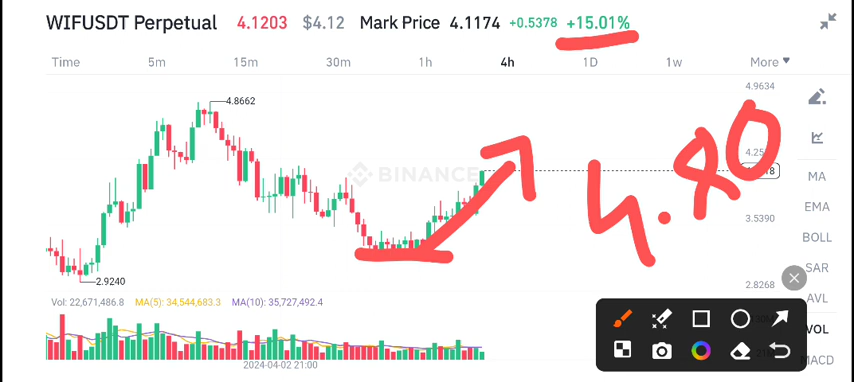 WIFUSDT Perpetual 4.1203 $4.12 Mark Price 4.1174 +0.5378 +15.01%
Time 5m 15m 30m 1h 4h 1D 1w More
4.9634
4.8662
4.80
BINANCE
MA
EMA
3.5390
BOLL
2.9240
2.8268
SAR
AVL
Vol: 22,671,486.8 MA(5): 34,544,683.3 MA(10): 35,727,492.4
VOL
MACD
2024-04-02 21:00